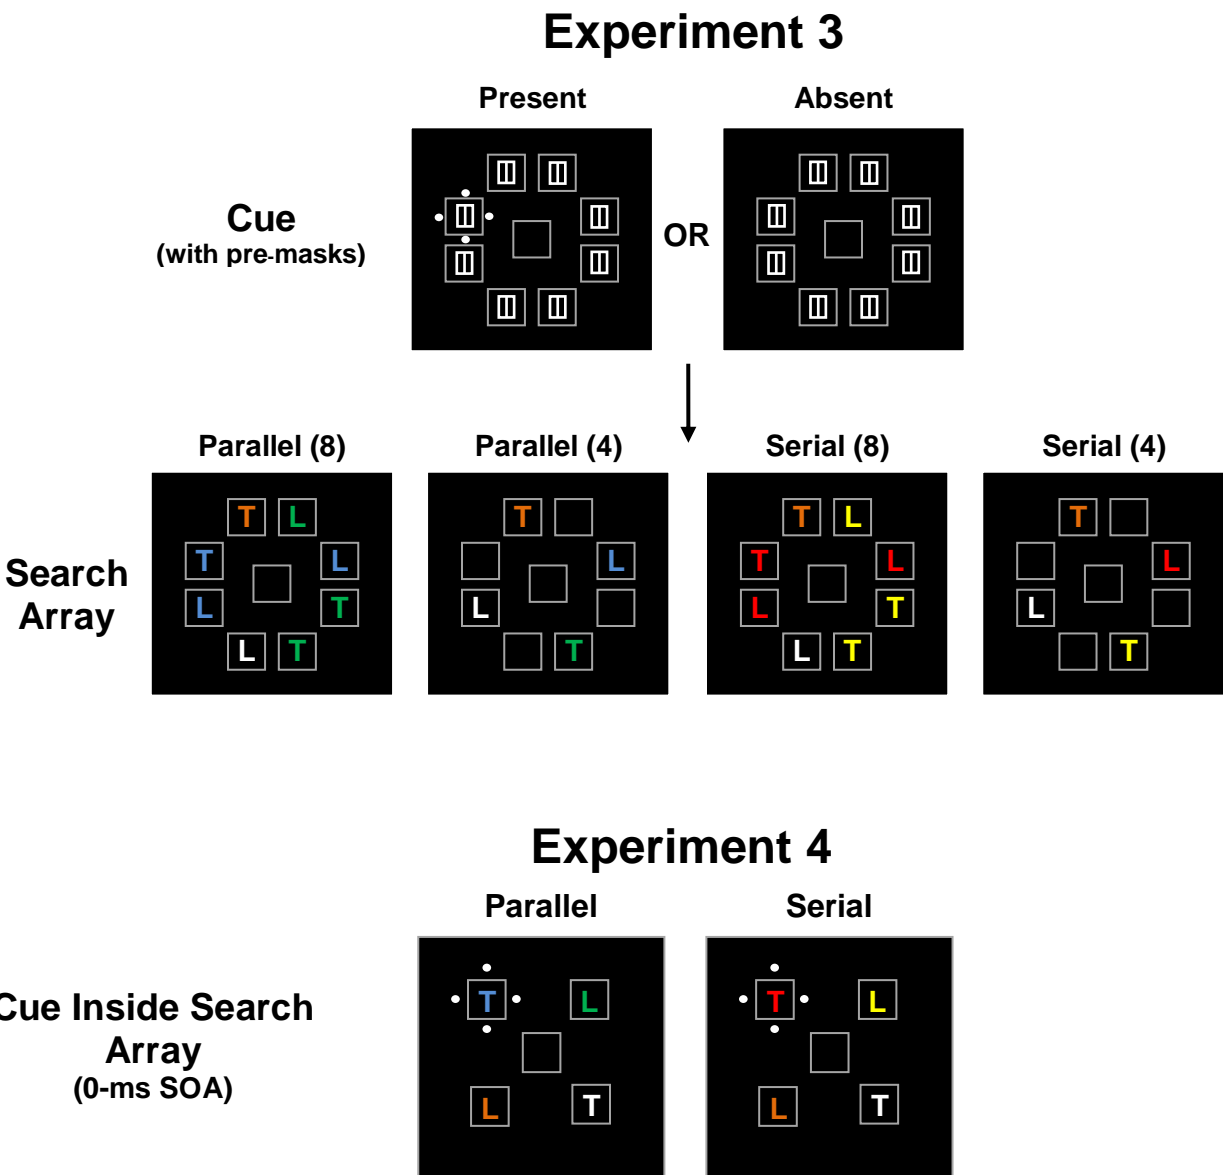 Experiment 3
Present Absent
Cue
(with pre-masks)
OR
Parallel (8) Parallel (4) Serial (8) Serial (4)
Search
Array
T L T T L T
T L L T L L
L T L L T L
L T T L T T
Experiment 4
Parallel Serial
Cue Inside Search
Array
(0-ms SOA)
T L T L
L T L T